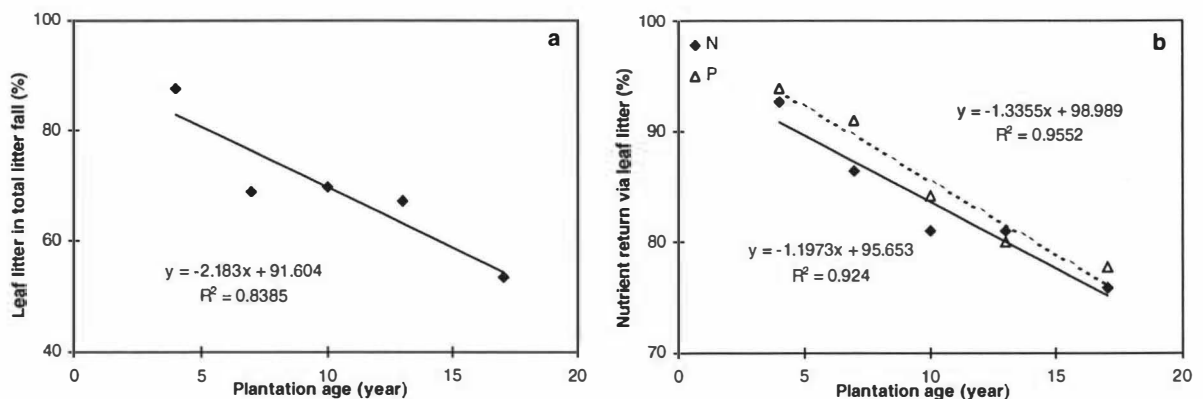 Leaf litter in total litter fall (%)
100
80
60
40
a
y = -2.183x + 91.604
R² = 0.8385
0 5 10 15 20
Plantation age (year)
Nutrient return via leaf litter (%)
100
90
80
70
N
P
b
y = -1.3355x + 98.989
R² = 0.9552
y = -1.1973x + 95.653
R² = 0.924
0 5 10 15 20
Plantation age (year)